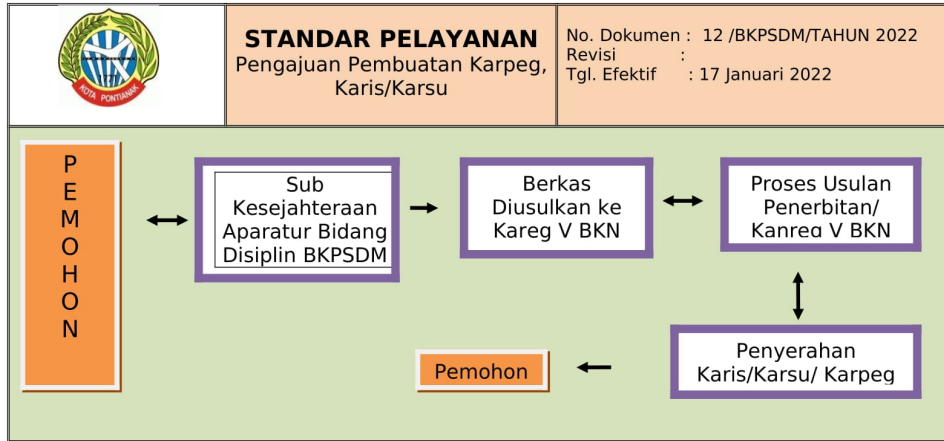 1771
KOTA PONTIANAK
STANDAR PELAYANAN
Pengajuan Pembuatan Karpeg,
Karis/Karsu
No. Dokumen : 12 /BKPSDM/TAHUN 2022
Revisi :
Tgl. Efektif : 17 Januari 2022
P
E
M
O
H
O
N
Sub
Kesejahteraan
Aparatur Bidang
Disiplin BKPSDM
Berkas
Diusulkan ke
Kareg V BKN
Proses Usulan
Penerbitan/
Kanreg V BKN
Penyerahan
Karis/Karsu/ Karpeg
Pemohon